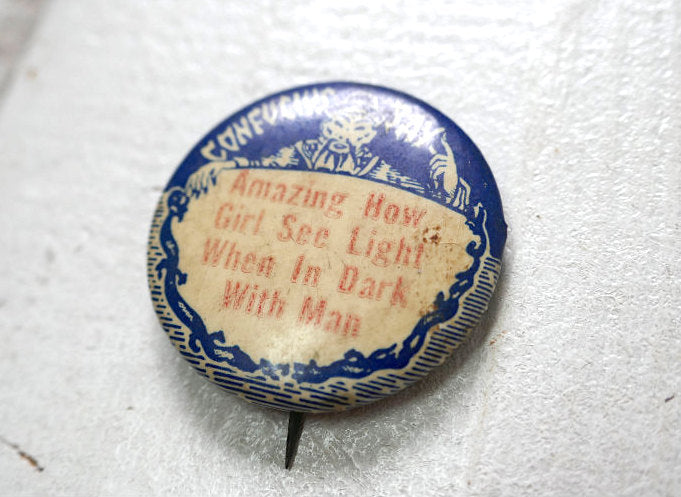 CONFUCIUS SAY
Amazing How
Girl See Light
When In Dark
With Man